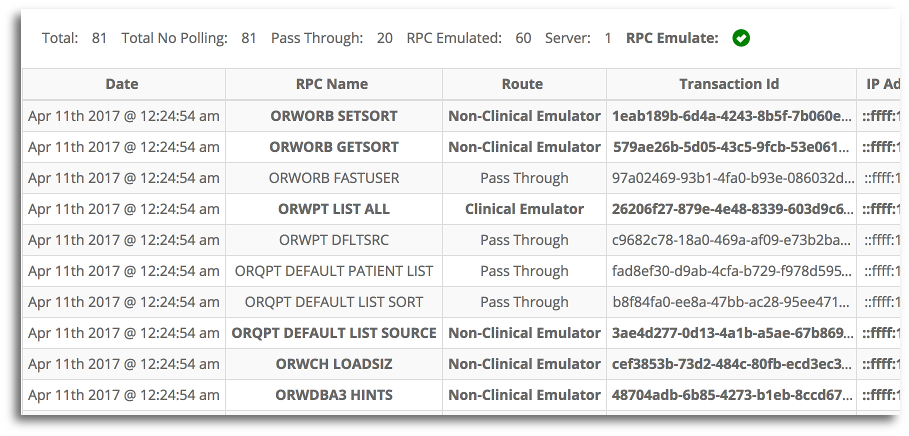 Total: 81 Total No Polling: 81 Pass Through: 20 RPC Emulated: 60 Server: 1 RPC Emulate:
Date RPC Name Route Transaction Id IP Ad
Apr 11th 2017 @ 12:24:54 am ORWORB SETSORT Non-Clinical Emulator 1eab189b-6d4a-4243-8b5f-7b060e... ::ffff:1
Apr 11th 2017 @ 12:24:54 am ORWORB GETSORT Non-Clinical Emulator 579ae26b-5d05-43c5-9fcb-53e061... ::ffff:1
Apr 11th 2017 @ 12:24:54 am ORWORB FASTUSER Pass Through 97a02469-93b1-4fa0-b93e-086032d... ::ffff:1
Apr 11th 2017 @ 12:24:54 am ORWPT LIST ALL Clinical Emulator 26206f27-879e-4e48-8339-603d9c6... ::ffff:1
Apr 11th 2017 @ 12:24:54 am ORWPT DFLTSRC Pass Through c9682c78-18a0-469a-af09-e73b2ba... ::ffff:1
Apr 11th 2017 @ 12:24:54 am ORQPT DEFAULT PATIENT LIST Pass Through fad8ef30-d9ab-4cfa-b729-f978d595... ::ffff:1
Apr 11th 2017 @ 12:24:54 am ORQPT DEFAULT LIST SORT Pass Through b8f84fa0-ee8a-47bb-ac28-95ee471... ::ffff:1
Apr 11th 2017 @ 12:24:54 am ORQPT DEFAULT LIST SOURCE Non-Clinical Emulator 3ae4d277-0d13-4a1b-a5ae-67b869... ::ffff:1
Apr 11th 2017 @ 12:24:54 am ORWCH LOADSIZ Non-Clinical Emulator cef3853b-73d2-484c-80fb-ecd3ec3... ::ffff:1
Apr 11th 2017 @ 12:24:54 am ORWDBA3 HINTS Non-Clinical Emulator 48704adb-6b85-4273-b1eb-8ccd67... ::ffff:1